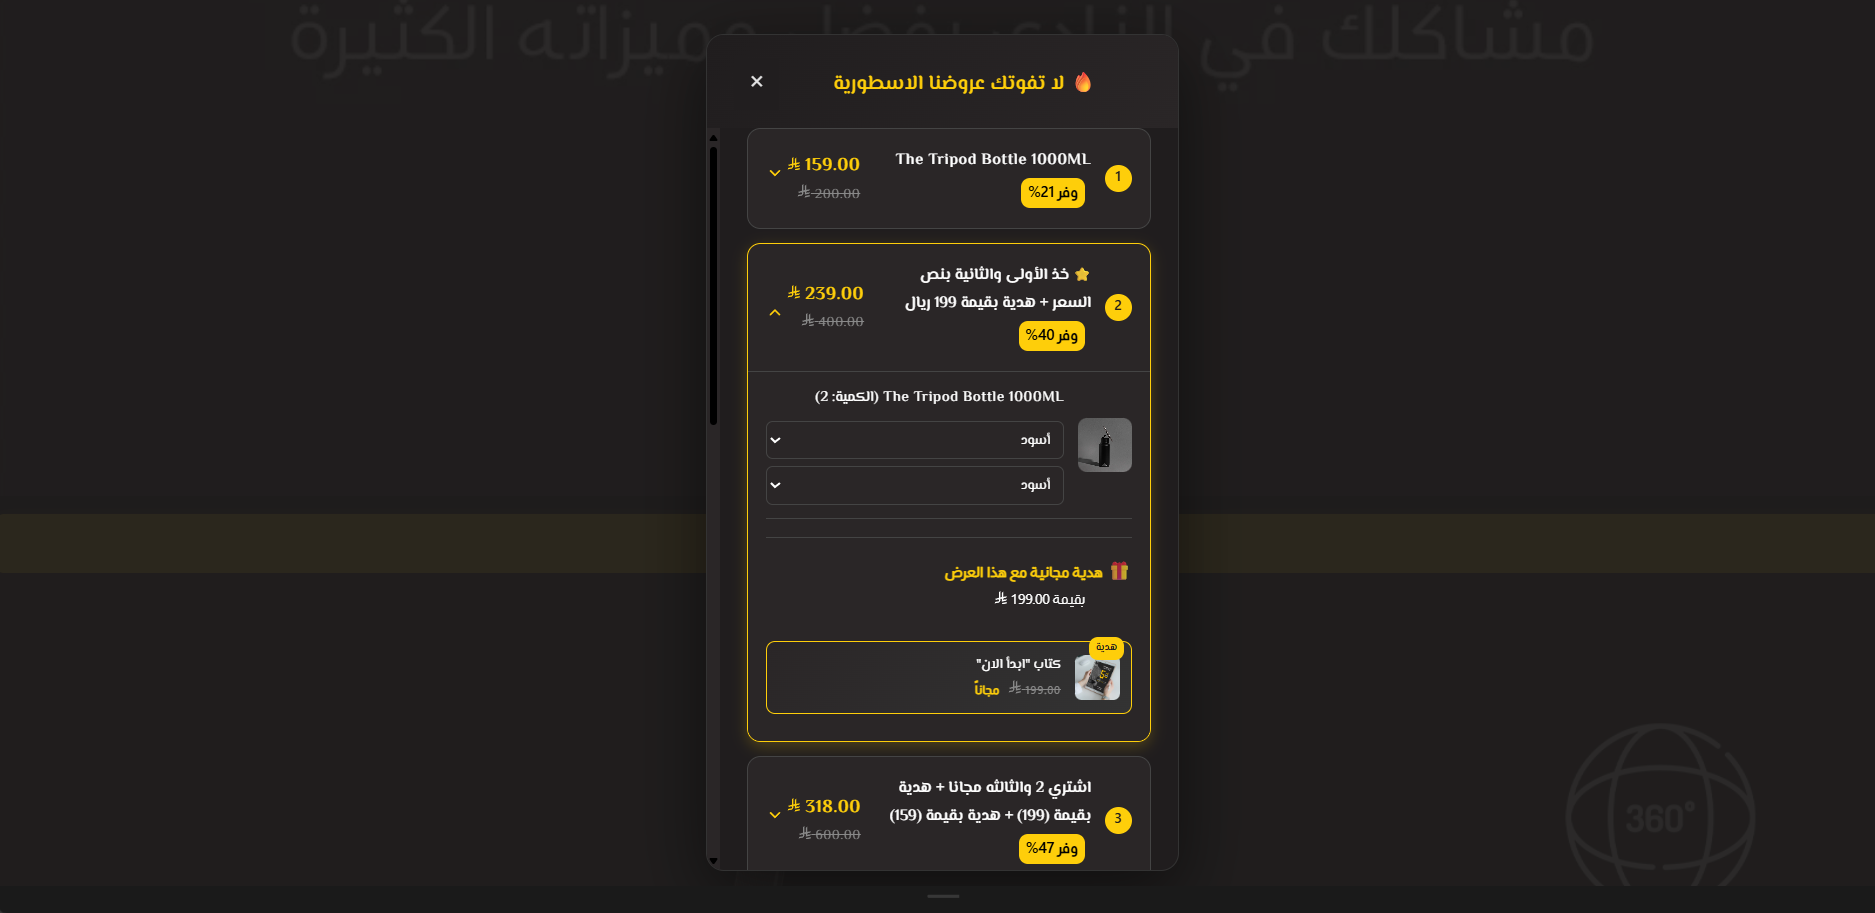 مشاكلك في النادي بفضل مميزاته الكثيرة
🔥 لا تفوتك عروضنا الاسطورية
×
1
The Tripod Bottle 1000ML
وفر 21%
159.00
200.00
2
⭐ خذ الأولى والثانية بنص
السعر + هدية بقيمة 199 ريال
وفر 40%
239.00
400.00
The Tripod Bottle 1000ML (الكمية: 2)
أسود
أسود
🎁 هدية مجانية مع هذا العرض
بقيمة 199.00
هدية
كتاب "ابدأ الان"
199.00 مجاناً
3
اشتري 2 والثالثه مجانا + هدية
بقيمة (199) + هدية بقيمة (159)
وفر 47%
318.00
600.00
360°